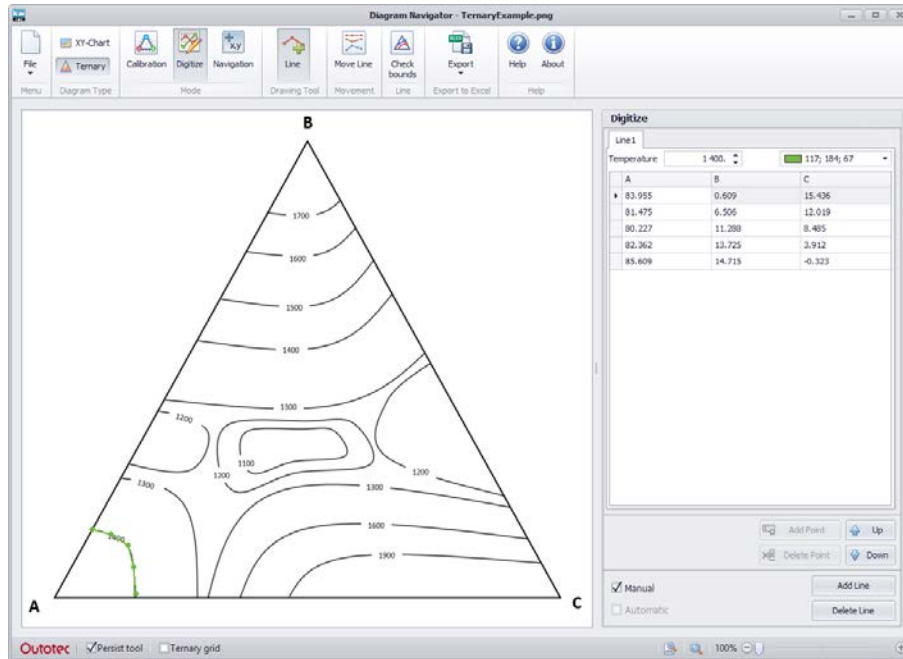 Diagram Navigator - TernaryExample.png
File
XY-Chart
Ternary
Calibration
Digitize
Navigation
Line
Move Line
Check bounds
Export
Help
About
Menu
Diagram Type
Mode
Drawing Tool
Movement
Line
Export to Excel
Help
B
1700
1600
1500
1400
1300
1200
1100
1200
1200
1300
1300
1400
1600
1900
A
C
Digitize
Line1
Temperature 1 400. 117; 184; 67
A B C
83.955 0.609 15.436
81.475 6.506 12.019
80.227 11.288 8.485
82.362 13.725 3.912
85.609 14.715 -0.323
Add Point Up
Delete Point Down
Manual Add Line
Automatic Delete Line
Outotec Persist tool Ternary grid 100%